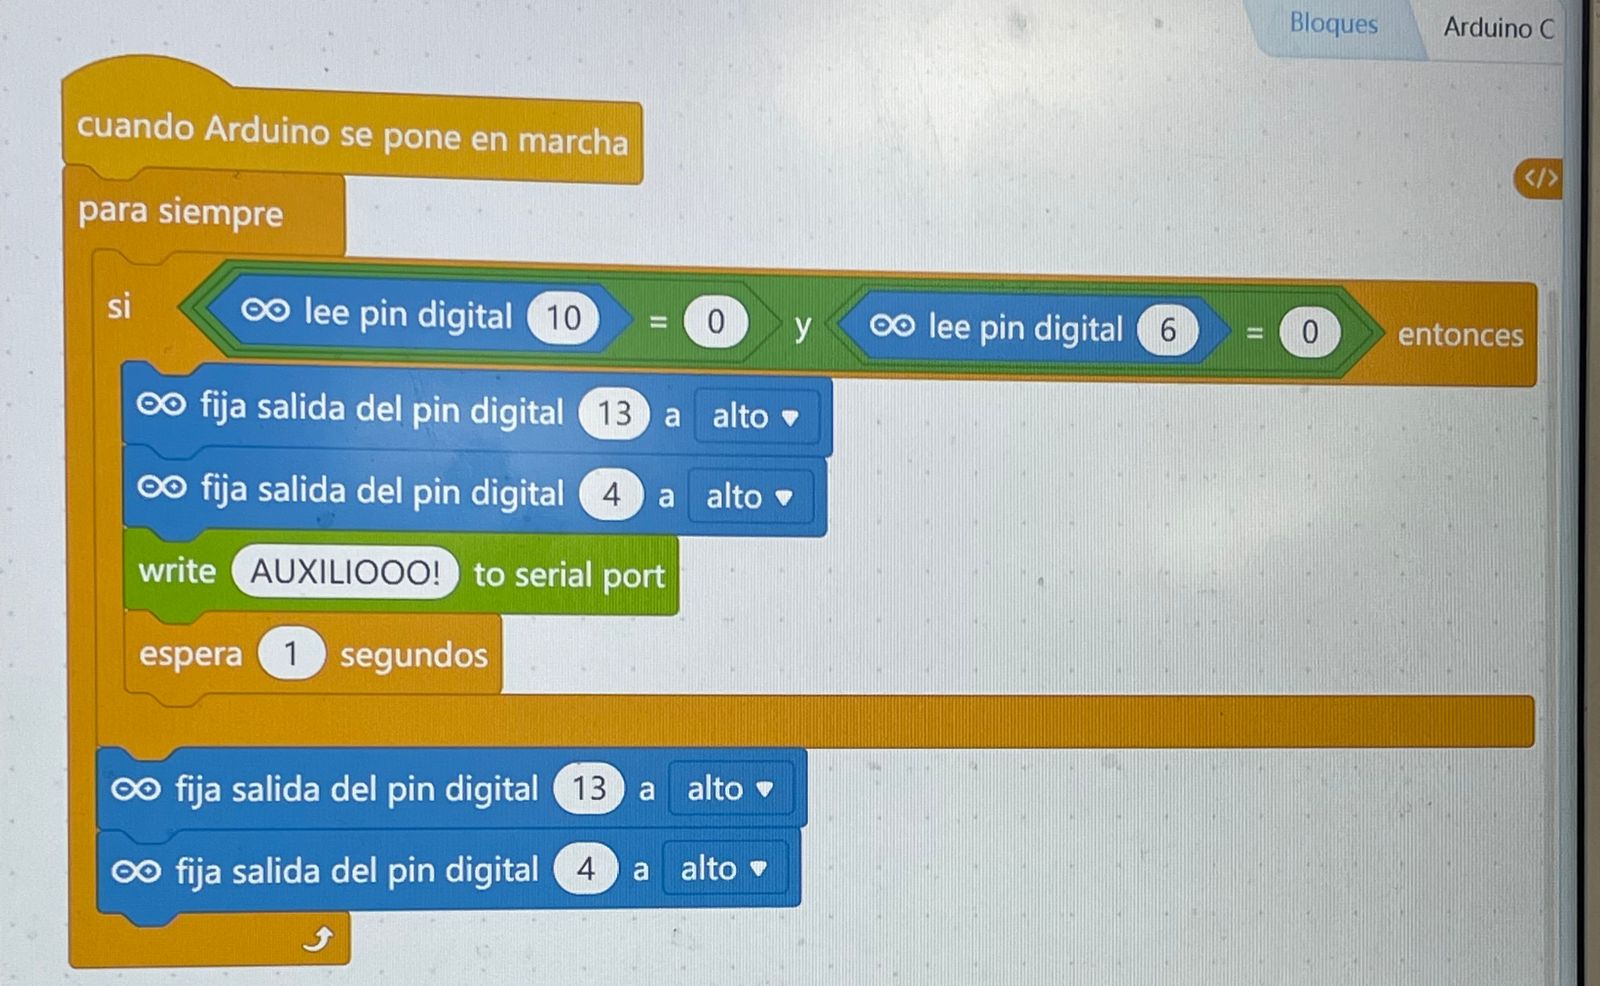 Bloques
Arduino C
cuando Arduino se pone en marcha
para siempre
si lee pin digital 10 = 0 y lee pin digital 6 = 0 entonces
fija salida del pin digital 13 a alto
fija salida del pin digital 4 a alto
write AUXILIOOO! to serial port
espera 1 segundos
fija salida del pin digital 13 a alto
fija salida del pin digital 4 a alto